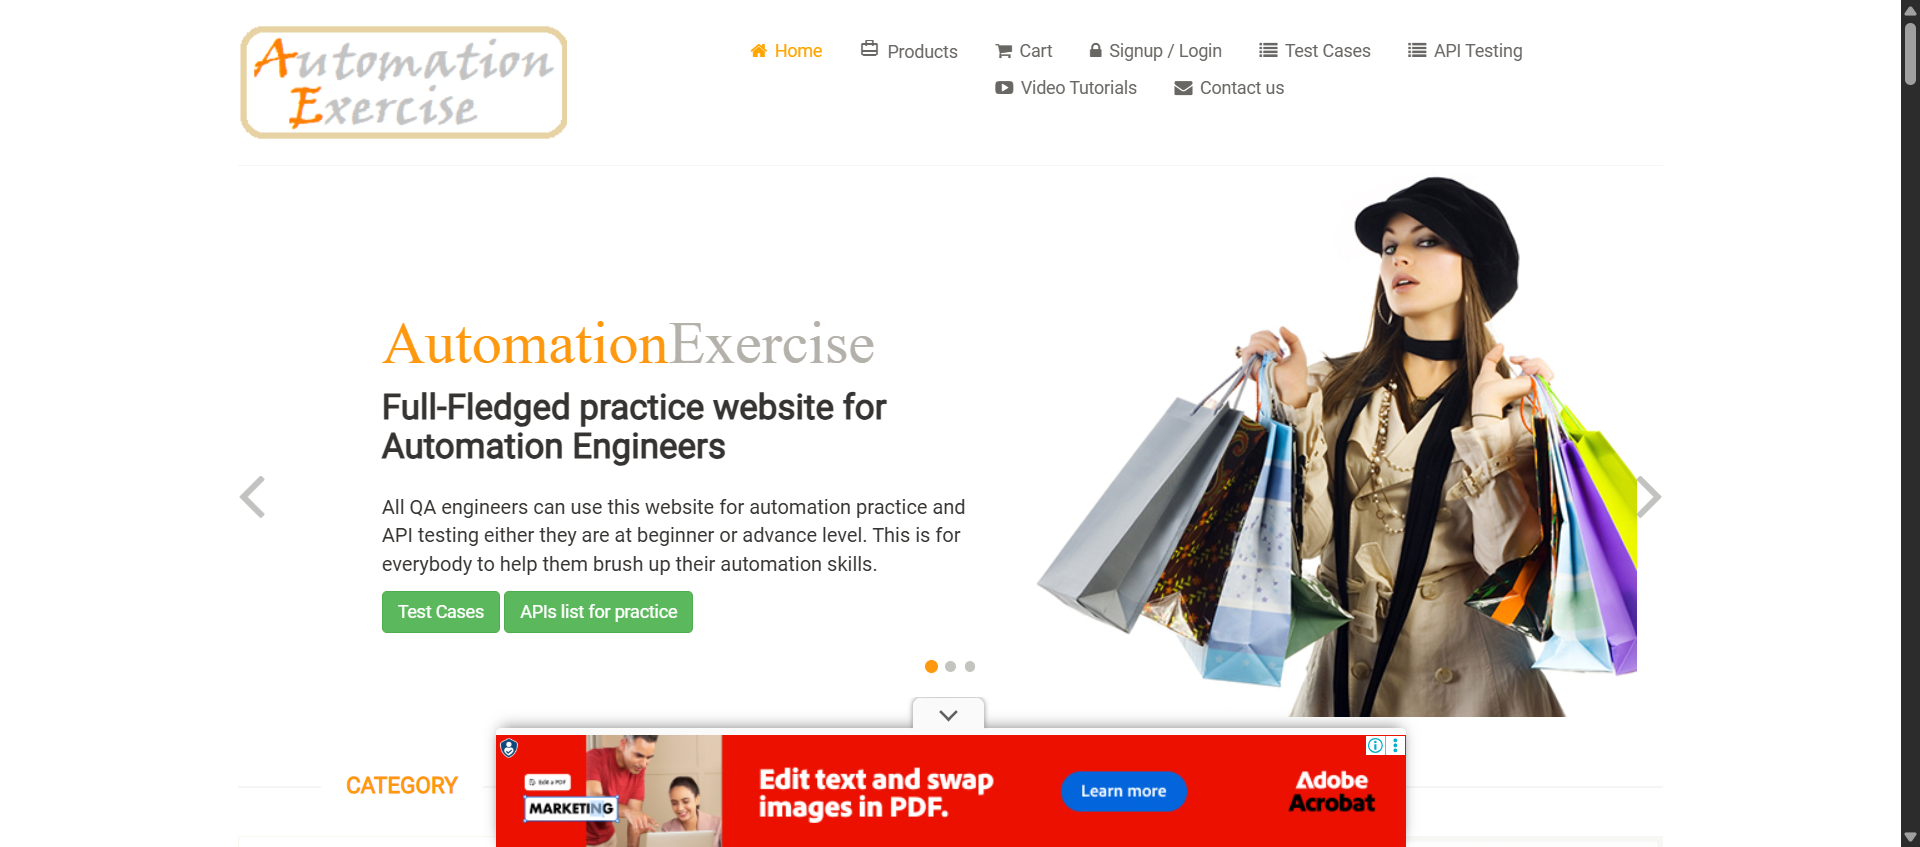 Automation
Exercise
Home
Products
Cart
Signup / Login
Test Cases
API Testing
Video Tutorials
Contact us
AutomationExercise
Full-Fledged practice website for
Automation Engineers
All QA engineers can use this website for automation practice and
API testing either they are at beginner or advance level. This is for
everybody to help them brush up their automation skills.
Test Cases
APIs list for practice
CATEGORY
Edit a PDF
MARKETING
Edit text and swap
images in PDF.
Learn more
Adobe
Acrobat